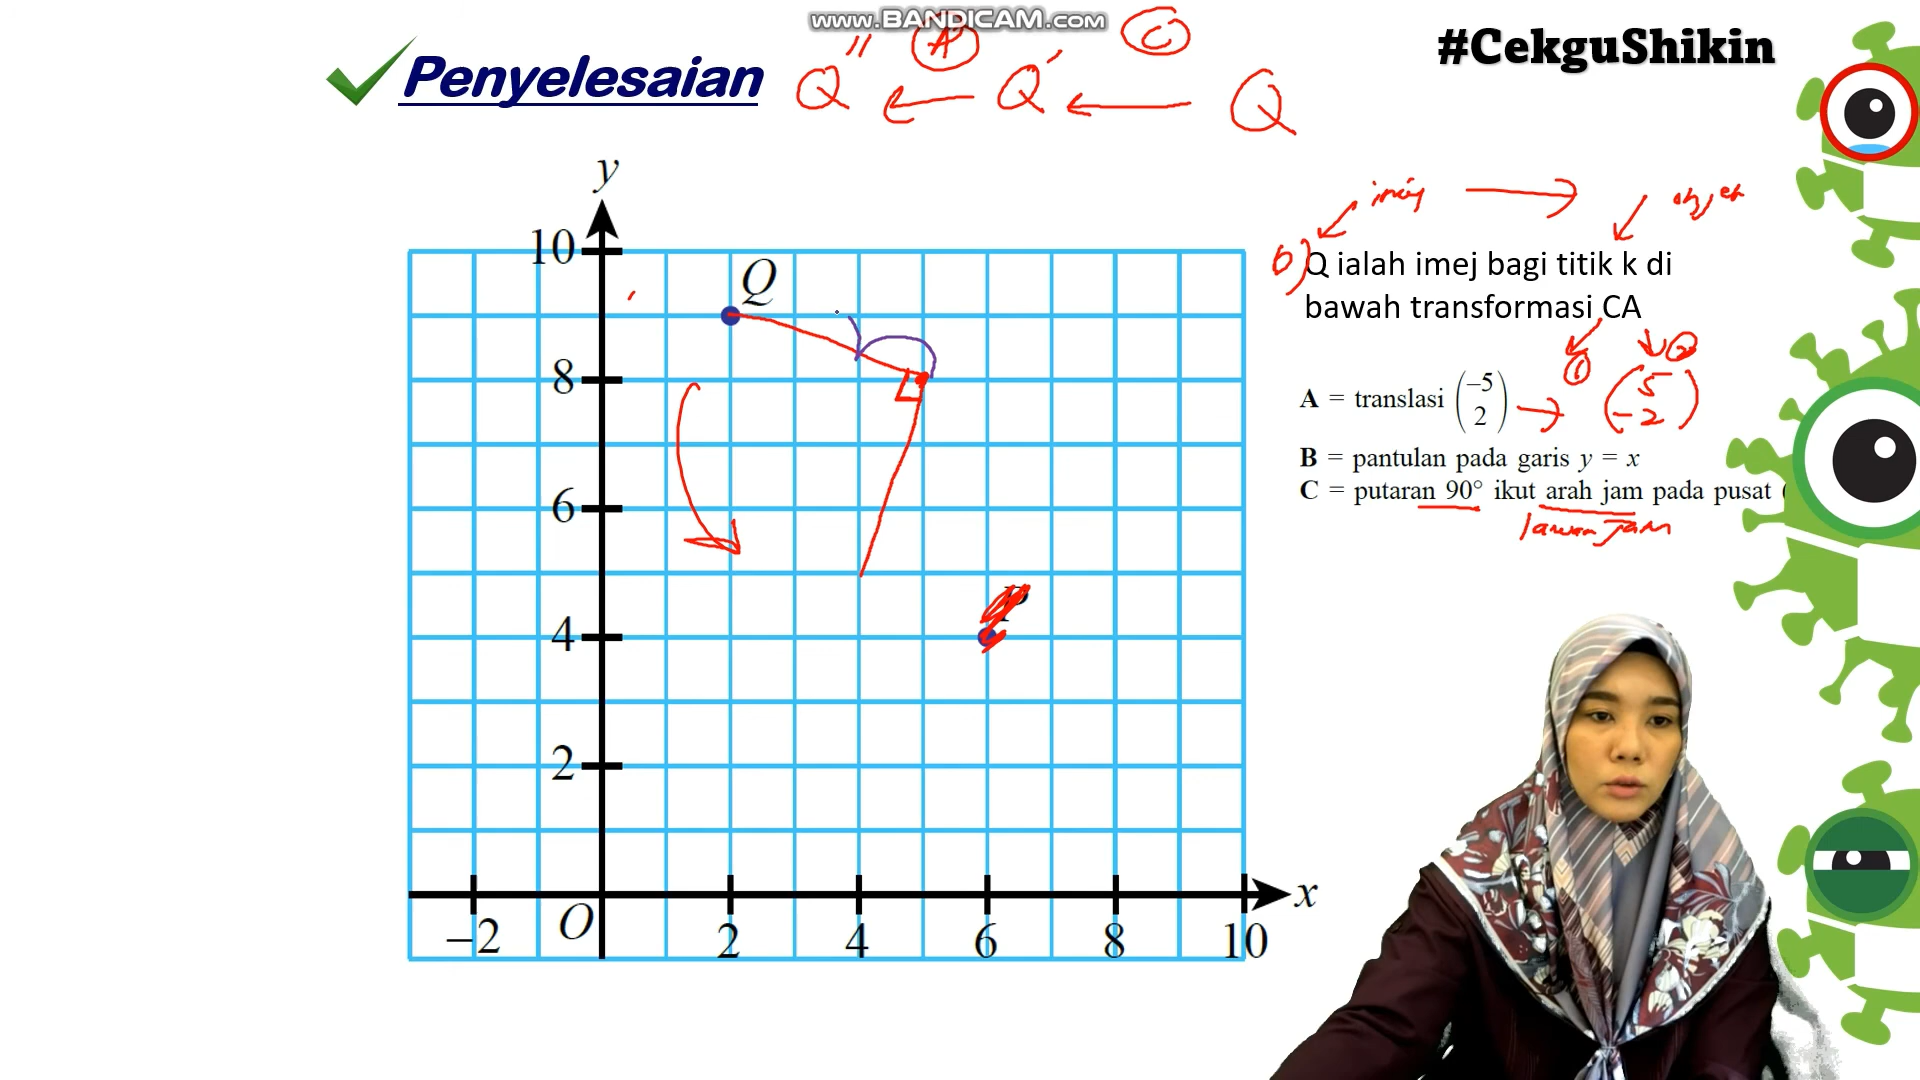 www.BANDICAM.com
#CekguShikin
Penyelesaian
Q" A Q' C Q
imej objek
b) Q ialah imej bagi titik k di
bawah transformasi CA
1 2
A = translasi (−5 2) (5 −2)
B = pantulan pada garis y = x
C = putaran 90° ikut arah jam pada pusat (
lawan jam
y
10
Q
8
6
P
4
2
x
−2 O 2 4 6 8 10